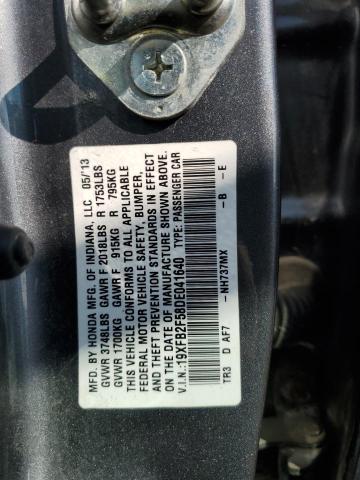 MFD. BY HONDA MFG. OF INDIANA, LLC. 05/13
GVWR 3748LBS GAWR F 2018LBS R 1753LBS
GVWR 1700KG GAWR F 915KG R 795KG
THIS VEHICLE CONFORMS TO ALL APPLICABLE
FEDERAL MOTOR VEHICLE SAFETY, BUMPER,
AND THEFT PREVENTION STANDARDS IN EFFECT
ON THE DATE OF MANUFACTURE SHOWN ABOVE.
V.I.N.:19XFB2F58DE041640 TYPE: PASSENGER CAR
- NH737MX - B - E
TR3 D AF7